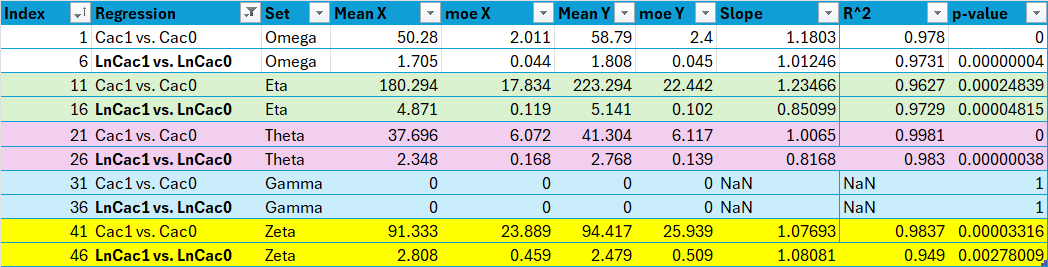 Index Regression Set Mean X moe X Mean Y moe Y Slope R^2 p-value
1 Cac1 vs. Cac0 Omega 50.28 2.011 58.79 2.4 1.1803 0.978 0
6 LnCac1 vs. LnCac0 Omega 1.705 0.044 1.808 0.045 1.01246 0.9731 0.00000004
11 Cac1 vs. Cac0 Eta 180.294 17.834 223.294 22.442 1.23466 0.9627 0.00024839
16 LnCac1 vs. LnCac0 Eta 4.871 0.119 5.141 0.102 0.85099 0.9729 0.00004815
21 Cac1 vs. Cac0 Theta 37.696 6.072 41.304 6.117 1.0065 0.9981 0
26 LnCac1 vs. LnCac0 Theta 2.348 0.168 2.768 0.139 0.8168 0.983 0.00000038
31 Cac1 vs. Cac0 Gamma 0 0 0 0 NaN NaN 1
36 LnCac1 vs. LnCac0 Gamma 0 0 0 0 NaN NaN 1
41 Cac1 vs. Cac0 Zeta 91.333 23.889 94.417 25.939 1.07693 0.9837 0.00003316
46 LnCac1 vs. LnCac0 Zeta 2.808 0.459 2.479 0.509 1.08081 0.949 0.00278009